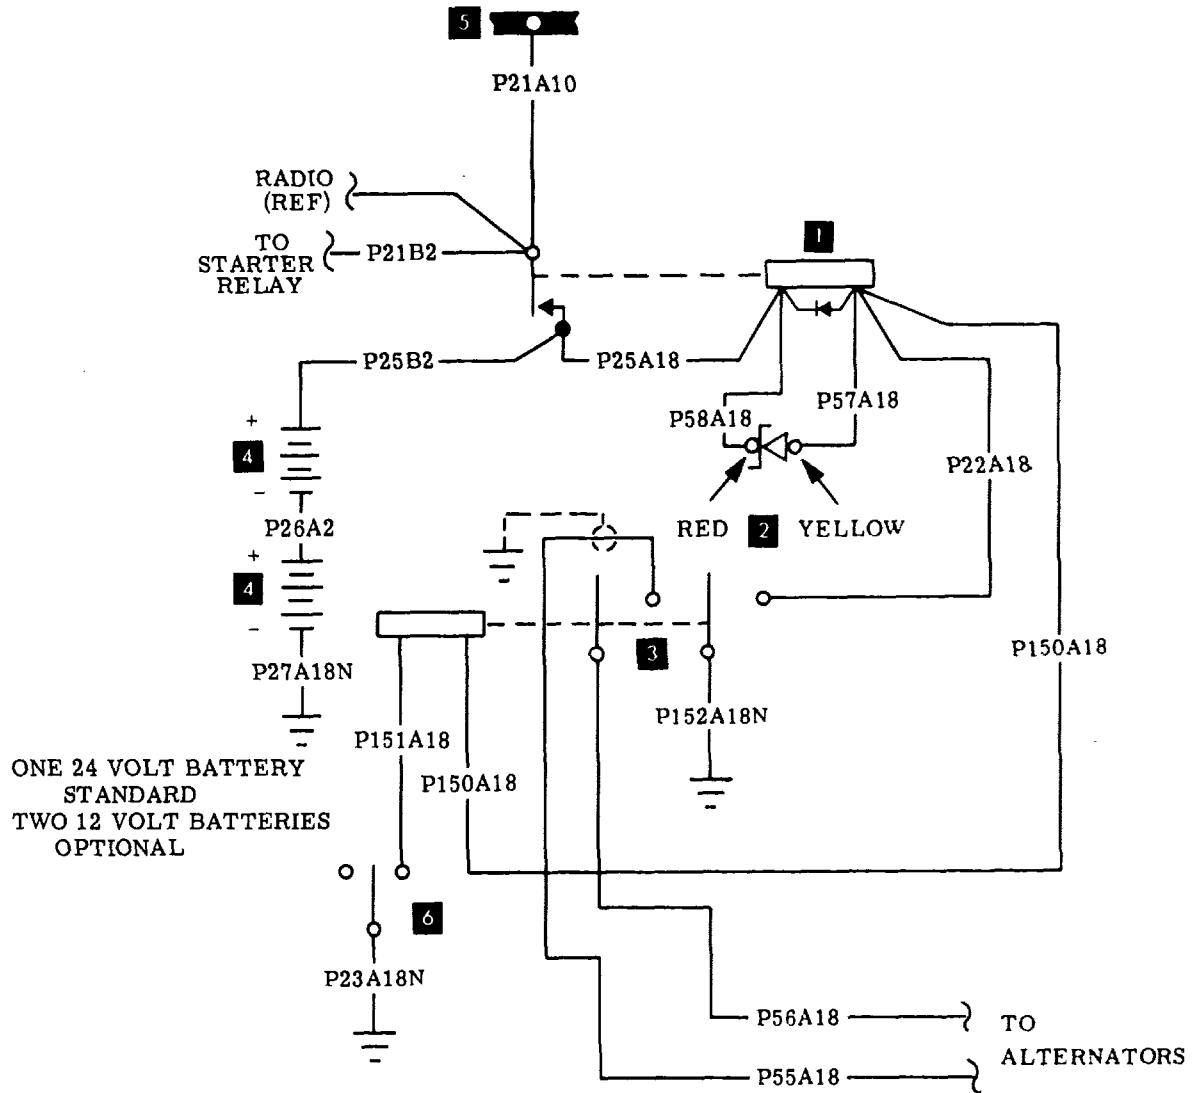 5
P21A10
RADIO
(REF)
TO
STARTER
RELAY
P21B2
1
P25B2
P25A18
P58A18
P57A18
P22A18
+
4
-
P26A2
RED
2
YELLOW
+
4
-
P27A18N
3
P150A18
P152A18N
P151A18
P150A18
ONE 24 VOLT BATTERY
STANDARD
TWO 12 VOLT BATTERIES
OPTIONAL
6
P23A18N
P56A18
TO
ALTERNATORS
P55A18